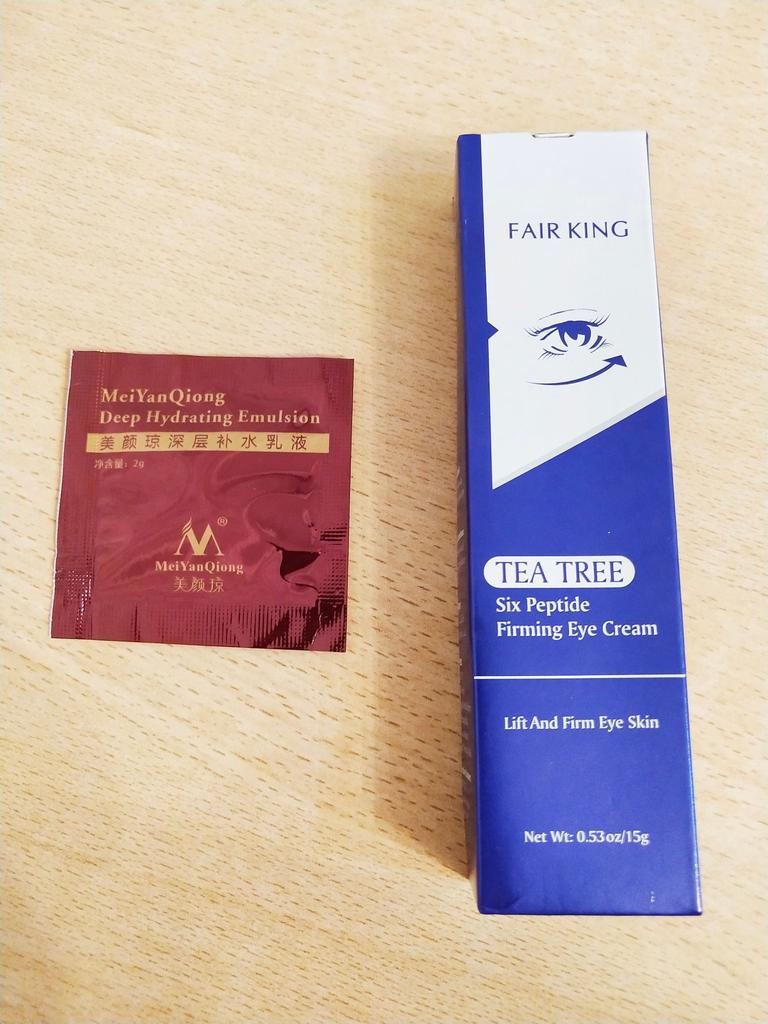 MeiYanQiong
Deep Hydrating Emulsion
美颜琼深层补水乳液
净含量: 2g
®
MeiYanQiong
美颜琼
FAIR KING
TEA TREE
Six Peptide
Firming Eye Cream
Lift And Firm Eye Skin
Net Wt: 0.53oz/15g